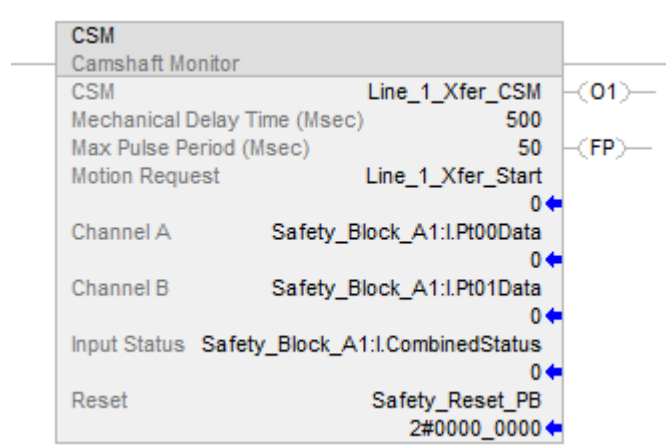 CSM
Camshaft Monitor
CSM Line_1_Xfer_CSM (O1)
Mechanical Delay Time (Msec) 500
Max Pulse Period (Msec) 50 (FP)
Motion Request Line_1_Xfer_Start
0
Channel A Safety_Block_A1:I.Pt00Data
0
Channel B Safety_Block_A1:I.Pt01Data
0
Input Status Safety_Block_A1:I.CombinedStatus
0
Reset Safety_Reset_PB
2#0000_0000